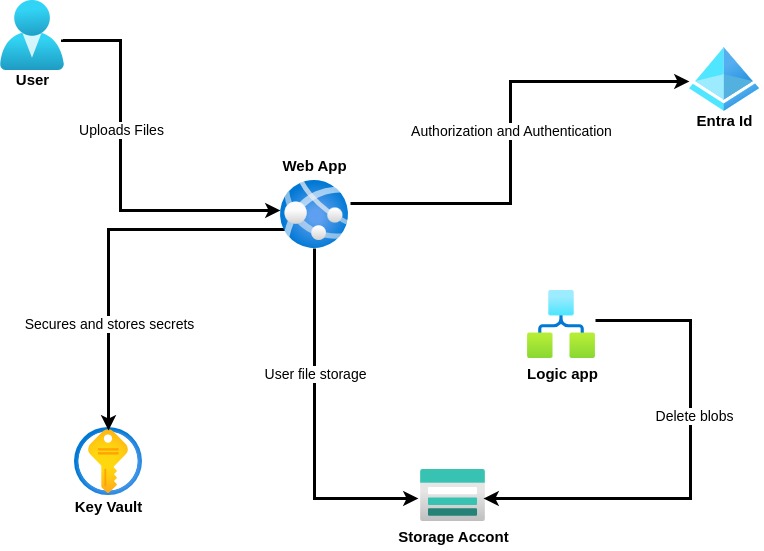 User
Uploads Files
Authorization and Authentication
Entra Id
Web App
Secures and stores secrets
User file storage
Logic app
Delete blobs
Key Vault
Storage Accont